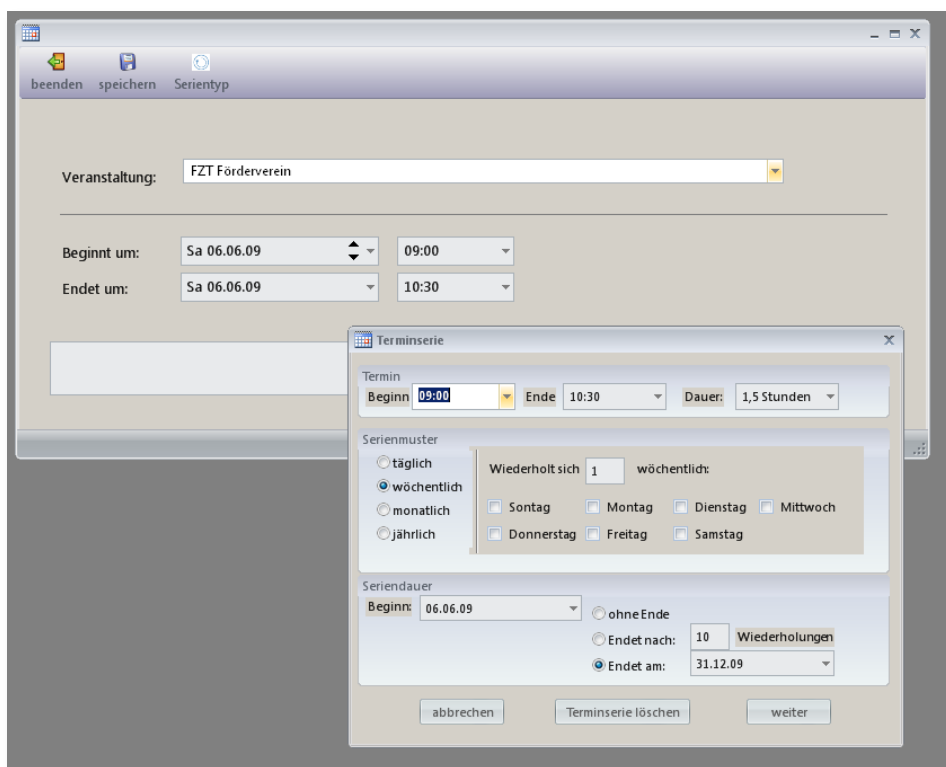 beenden speichern Serientyp
Veranstaltung: FZT Förderverein
Beginnt um: Sa 06.06.09 09:00
Endet um: Sa 06.06.09 10:30
Terminserie
Termin
Beginn 09:00 Ende 10:30 Dauer: 1,5 Stunden
Serienmuster
täglich
wöchentlich
monatlich
jährlich
Wiederholt sich 1 wöchentlich:
Sontag Montag Dienstag Mittwoch
Donnerstag Freitag Samstag
Seriendauer
Beginn: 06.06.09
ohne Ende
Endet nach: 10 Wiederholungen
Endet am: 31.12.09
abbrechen Terminserie löschen weiter